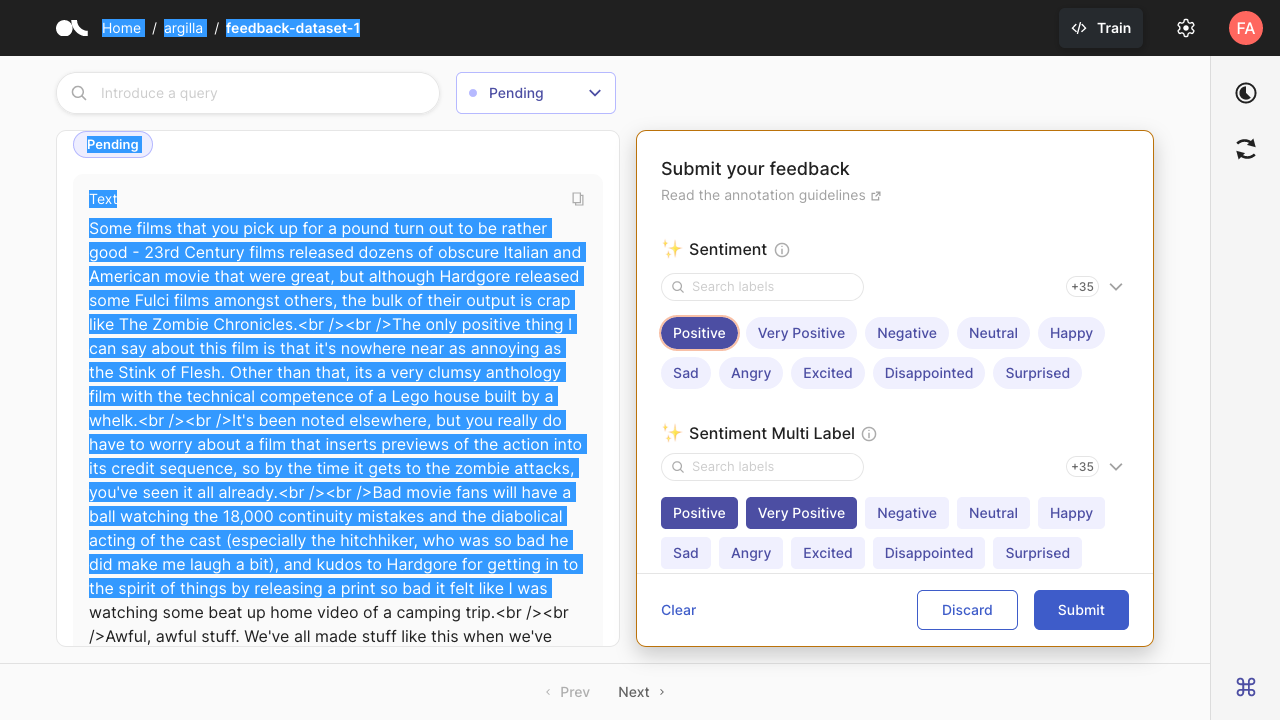 Home / argilla / feedback-dataset-1
Train
FA
Introduce a query
Pending
Pending
Text
Some films that you pick up for a pound turn out to be rather
good - 23rd Century films released dozens of obscure Italian and
American movie that were great, but although Hardgore released
some Fulci films amongst others, the bulk of their output is crap
like The Zombie Chronicles.<br /><br />The only positive thing I
can say about this film is that it's nowhere near as annoying as
the Stink of Flesh. Other than that, its a very clumsy anthology
film with the technical competence of a Lego house built by a
whelk.<br /><br />It's been noted elsewhere, but you really do
have to worry about a film that inserts previews of the action into
its credit sequence, so by the time it gets to the zombie attacks,
you've seen it all already.<br /><br />Bad movie fans will have a
ball watching the 18,000 continuity mistakes and the diabolical
acting of the cast (especially the hitchhiker, who was so bad he
did make me laugh a bit), and kudos to Hardgore for getting in to
the spirit of things by releasing a print so bad it felt like I was
watching some beat up home video of a camping trip.<br /><br
/>Awful, awful stuff. We've all made stuff like this when we've
Submit your feedback
Read the annotation guidelines
✨ Sentiment
Search labels
+35
Positive Very Positive Negative Neutral Happy
Sad Angry Excited Disappointed Surprised
✨ Sentiment Multi Label
Search labels
+35
Positive Very Positive Negative Neutral Happy
Sad Angry Excited Disappointed Surprised
Clear Discard Submit
‹ Prev Next ›